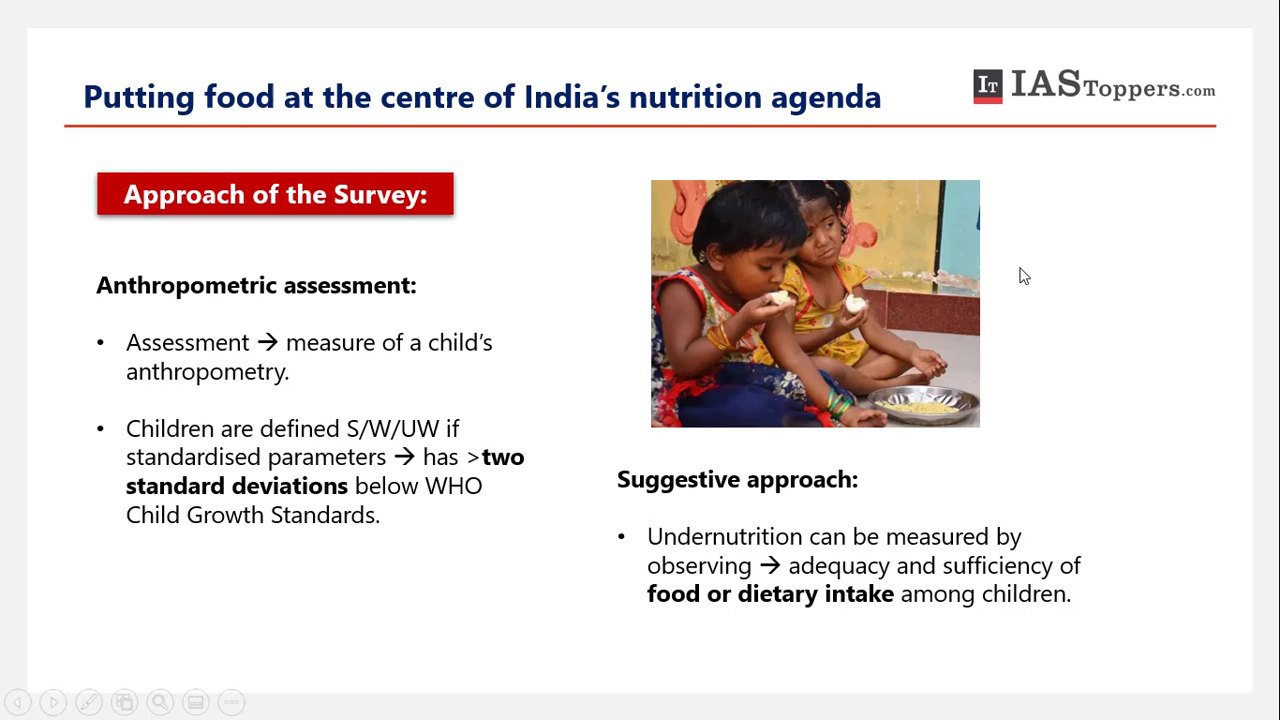 Putting food at the centre of India's nutrition agenda
IT IASToppers.com
Approach of the Survey:
Anthropometric assessment:
• Assessment → measure of a child's
anthropometry.
• Children are defined S/W/UW if
standardised parameters → has >two
standard deviations below WHO
Child Growth Standards.
Suggestive approach:
• Undernutrition can be measured by
observing → adequacy and sufficiency of
food or dietary intake among children.